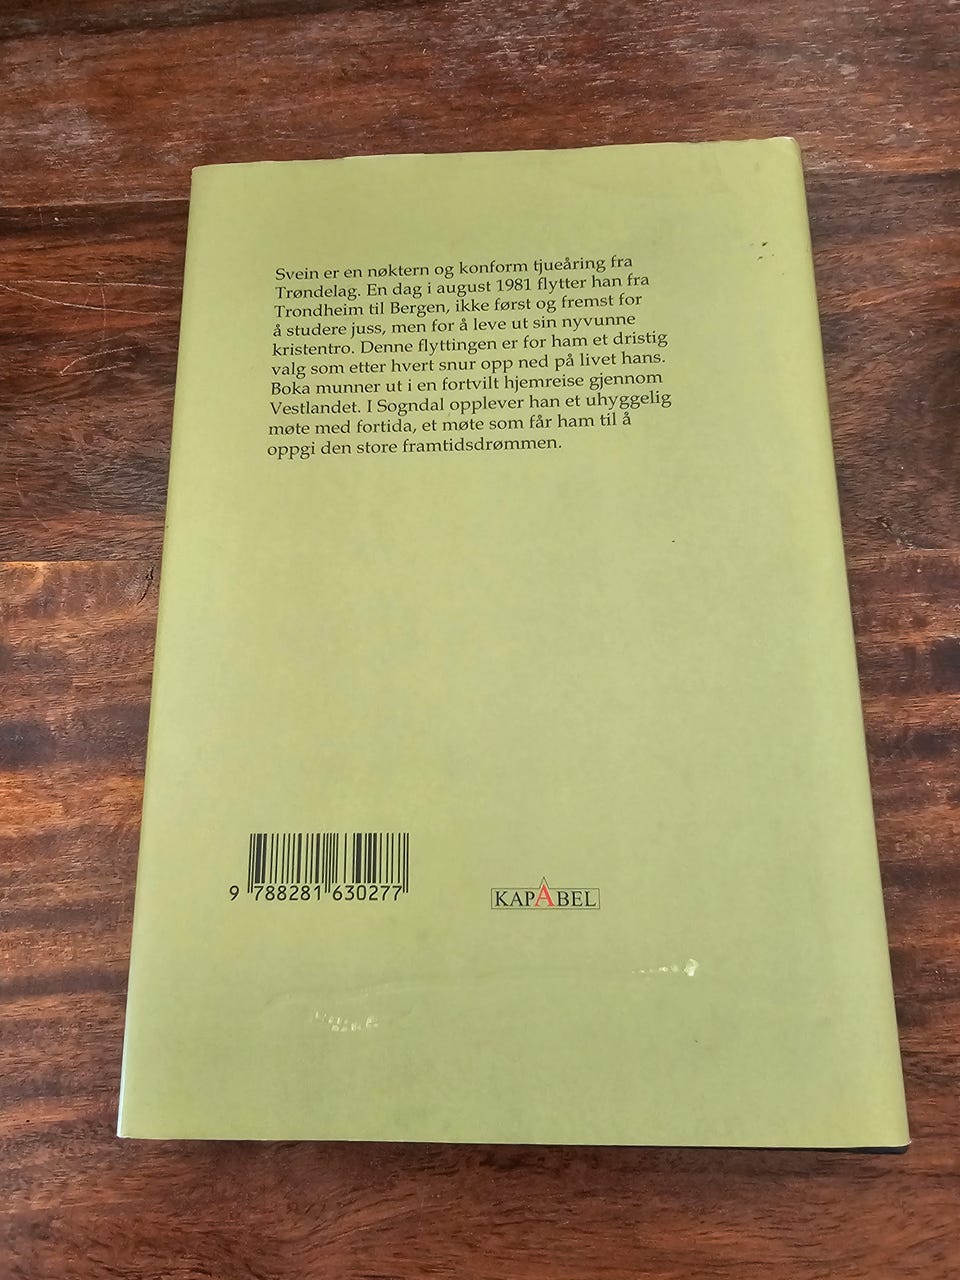 Svein er en nøktern og konform tjueåring fra
Trøndelag. En dag i august 1981 flytter han fra
Trondheim til Bergen, ikke først og fremst for
å studere juss, men for å leve ut sin nyvunne
kristentro. Denne flyttingen er for ham et dristig
valg som etter hvert snur opp ned på livet hans.
Boka munner ut i en fortvilt hjemreise gjennom
Vestlandet. I Sogndal opplever han et uhyggelig
møte med fortida, et møte som får ham til å
oppgi den store framtidsdrømmen.
9 788281 630277
KAPABEL